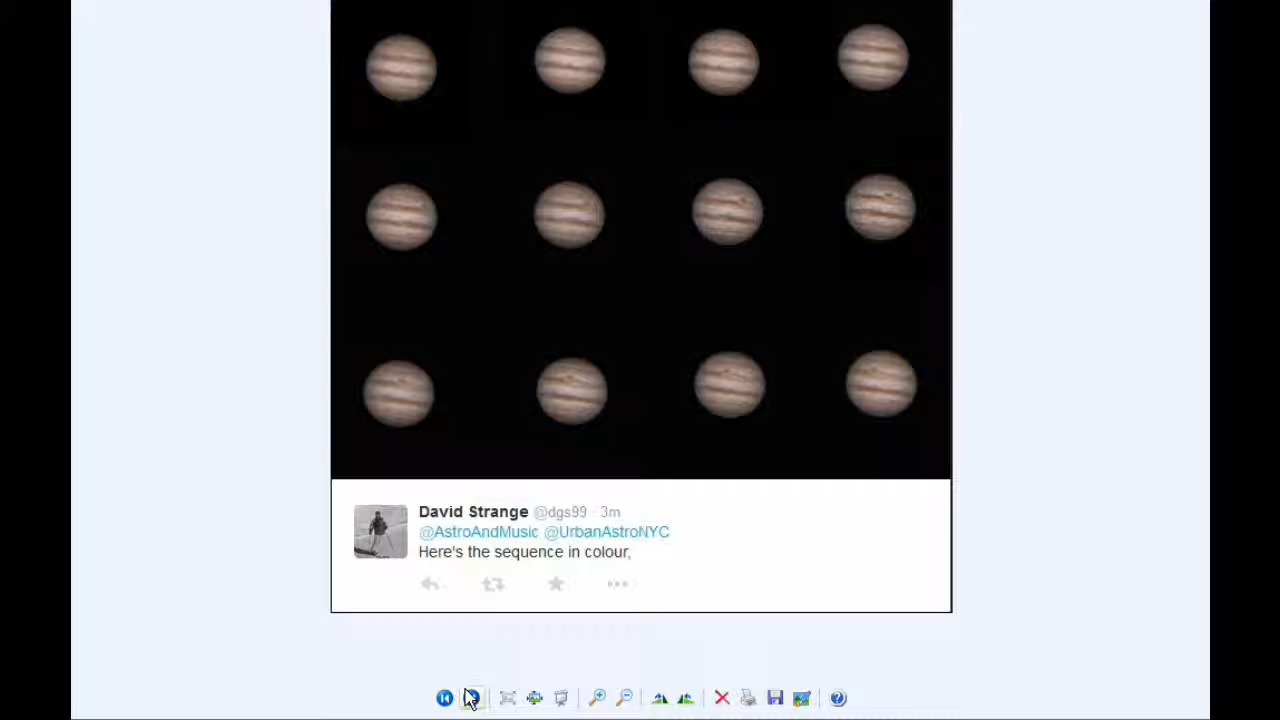 David Strange @dgs99 · 3m
@AstroAndMusic @UrbanAstroNYC
Here's the sequence in colour,